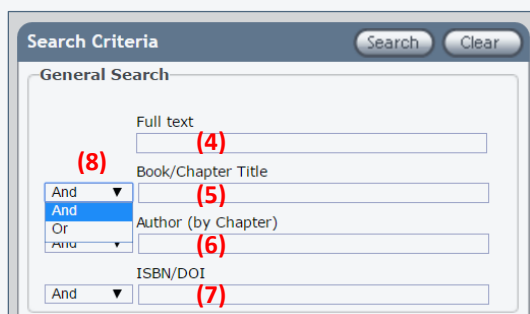 Search Criteria Search Clear
General Search
Full text
(4)
(8)
Book/Chapter Title
And ▼ (5)
And
Or
Author (by Chapter)
And ▼ (6)
ISBN/DOI
And ▼ (7)